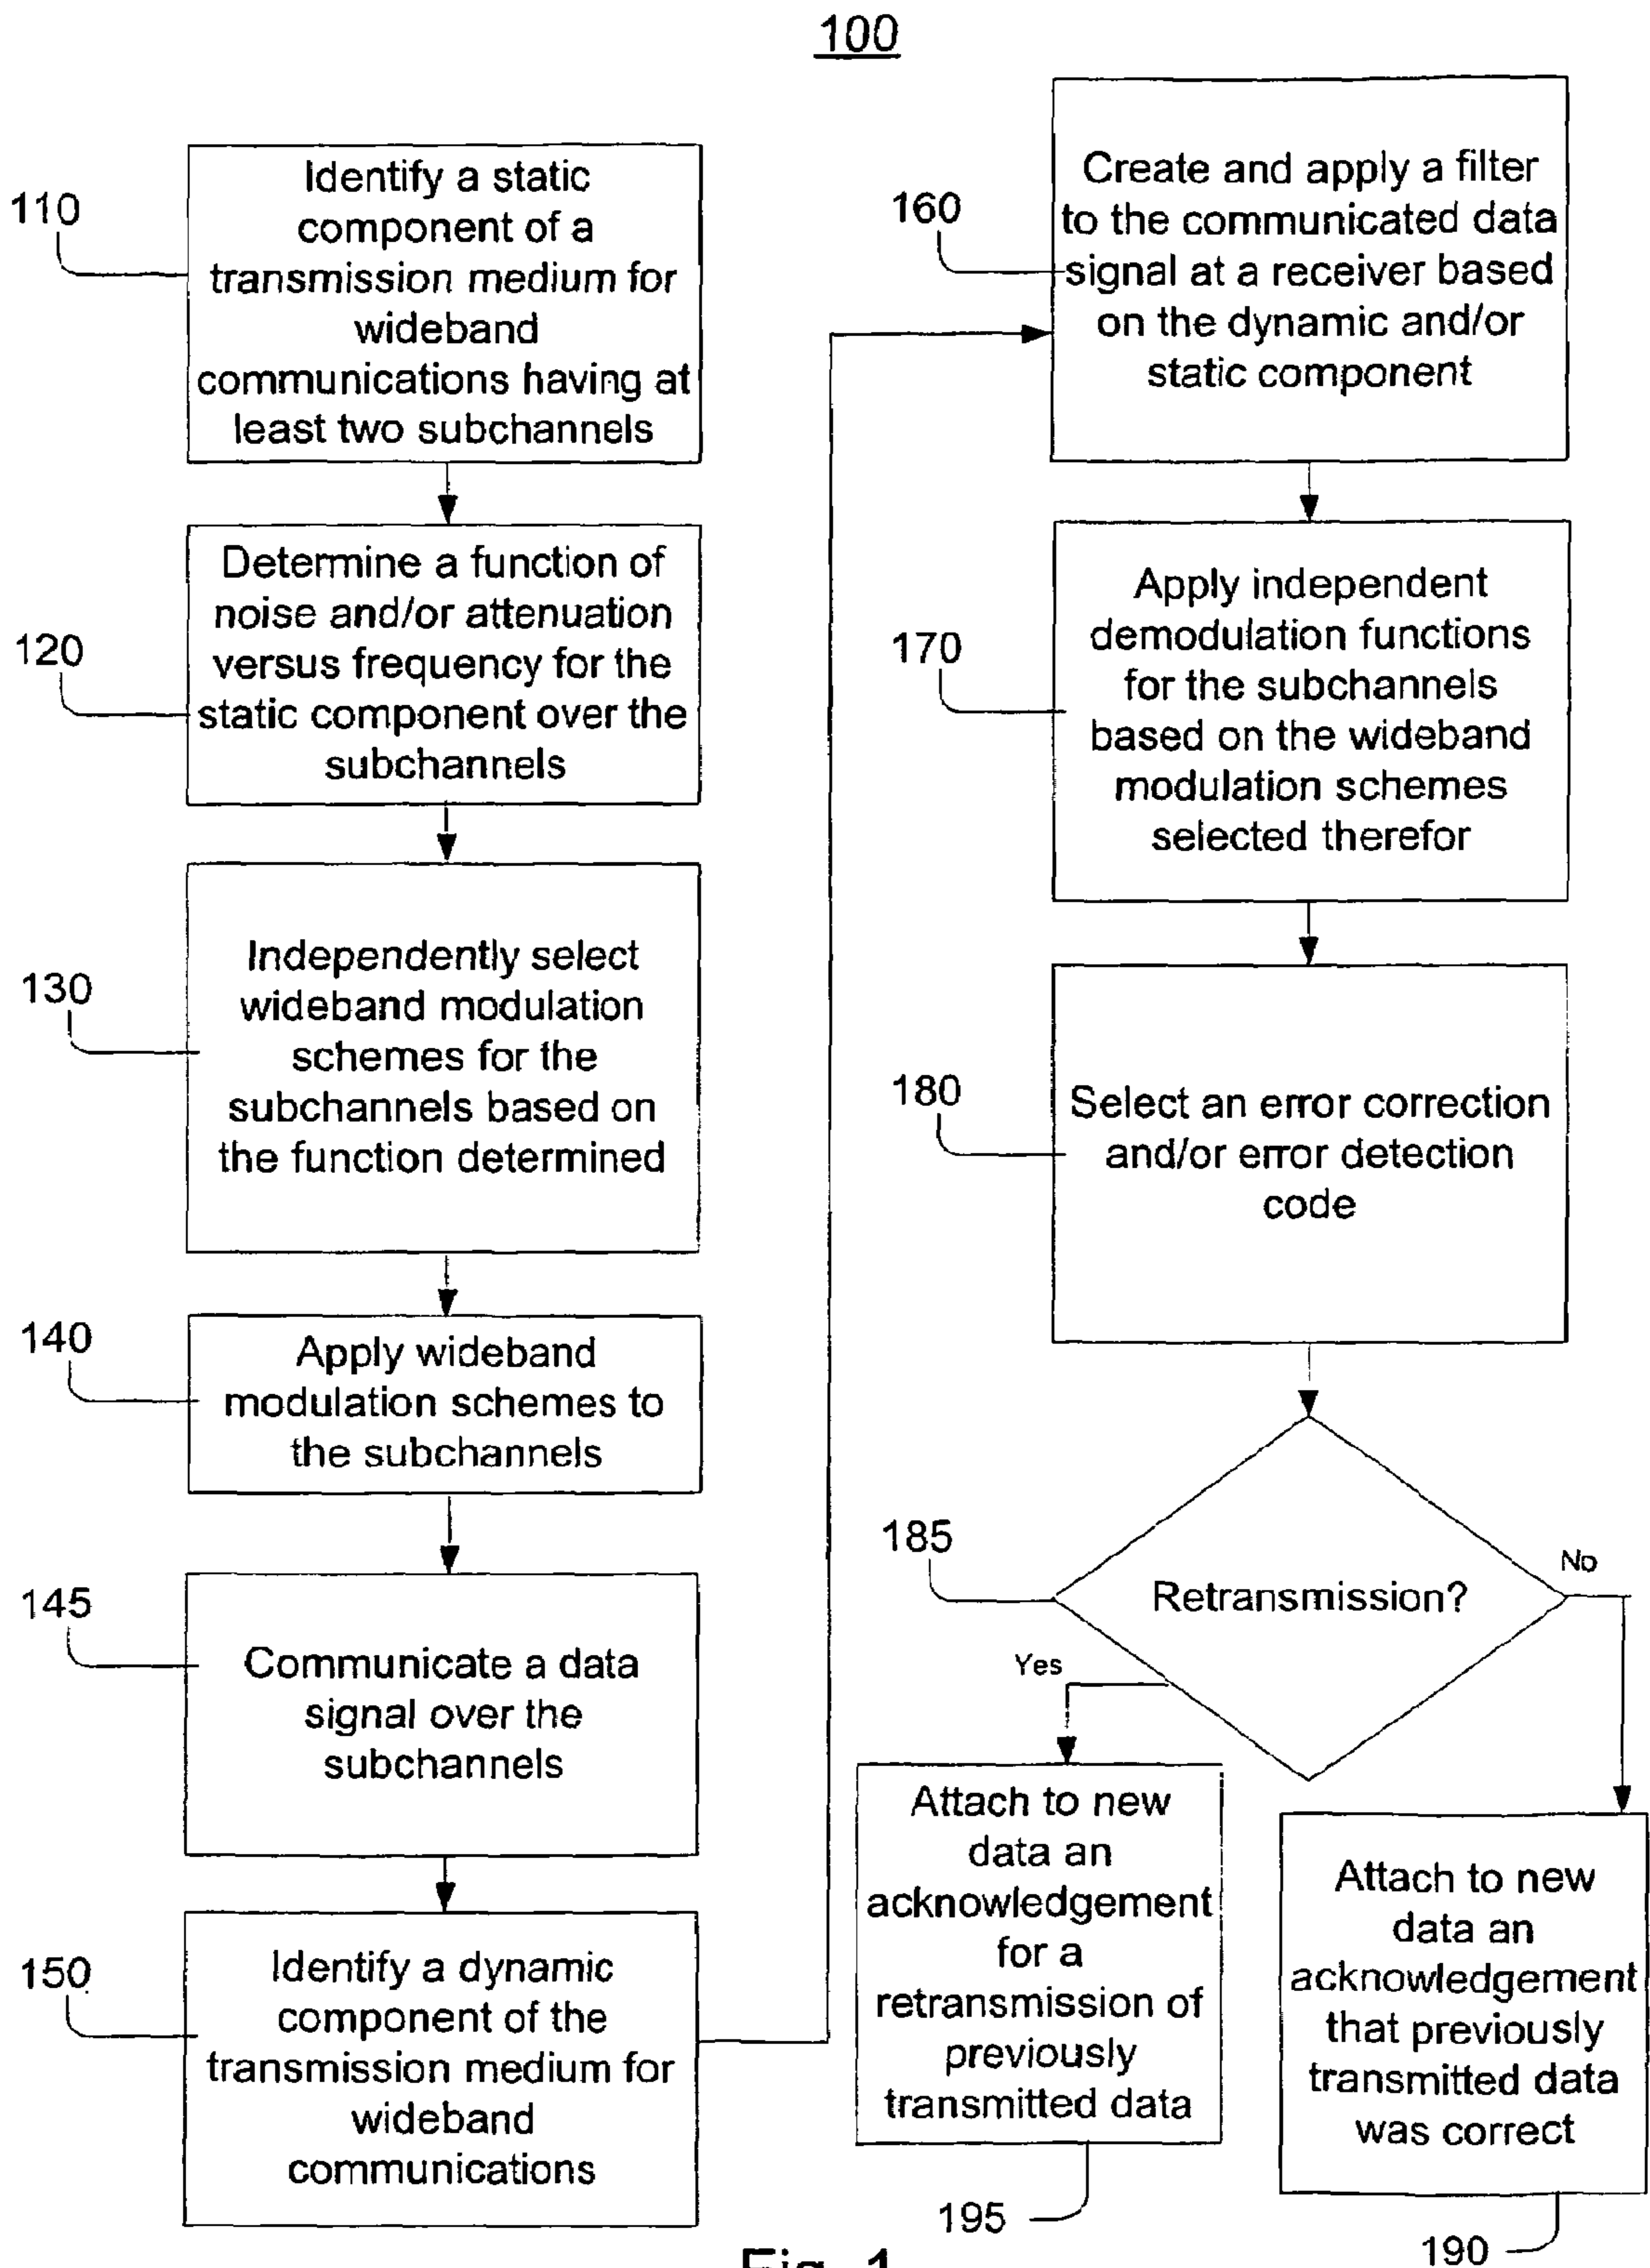 100
110
Identify a static
component of a
transmission medium for
wideband
communications having at
least two subchannels
120
Determine a function of
noise and/or attenuation
versus frequency for the
static component over the
subchannels
130
Independently select
wideband modulation
schemes for the
subchannels based on
the function determined
140
Apply wideband
modulation schemes to
the subchannels
145
Communicate a data
signal over the
subchannels
150
Identify a dynamic
component of the
transmission medium for
wideband
communications
160
Create and apply a filter
to the communicated data
signal at a receiver based
on the dynamic and/or
static component
170
Apply independent
demodulation functions
for the subchannels
based on the wideband
modulation schemes
selected therefor
180
Select an error correction
and/or error detection
code
185
Retransmission?
No
Yes
Attach to new
data an
acknowledgement
for a
retransmission of
previously
transmitted data
195
Attach to new
data an
acknowledgement
that previously
transmitted data
was correct
190
Fig. 1